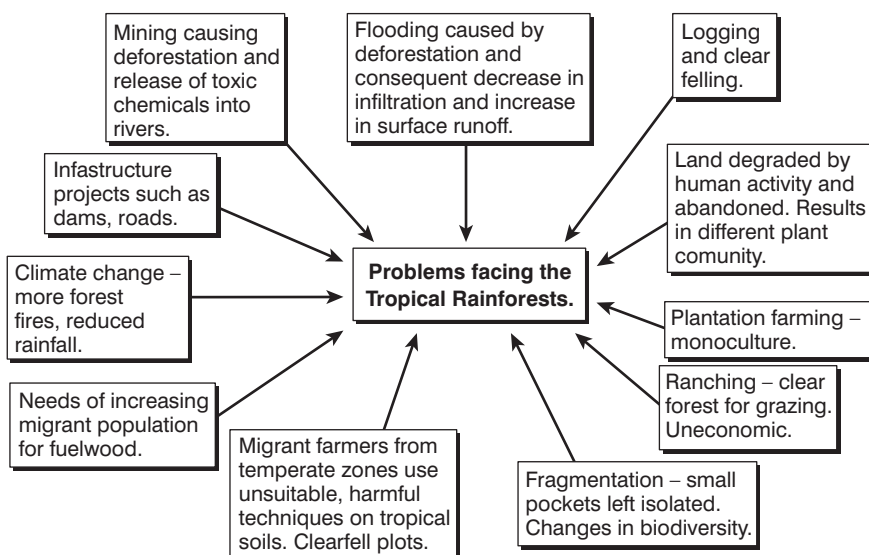 Mining causing
deforestation and
release of toxic
chemicals into
rivers.
Flooding caused by
deforestation and
consequent decrease in
infiltration and increase
in surface runoff.
Logging
and clear
felling.
Infastructure
projects such as
dams, roads.
Land degraded by
human activity and
abandoned. Results
in different plant
comunity.
Problems facing the
Tropical Rainforests.
Climate change –
more forest
fires, reduced
rainfall.
Plantation farming –
monoculture.
Needs of increasing
migrant population
for fuelwood.
Ranching – clear
forest for grazing.
Uneconomic.
Migrant farmers from
temperate zones use
unsuitable, harmful
techniques on tropical
soils. Clearfell plots.
Fragmentation – small
pockets left isolated.
Changes in biodiversity.